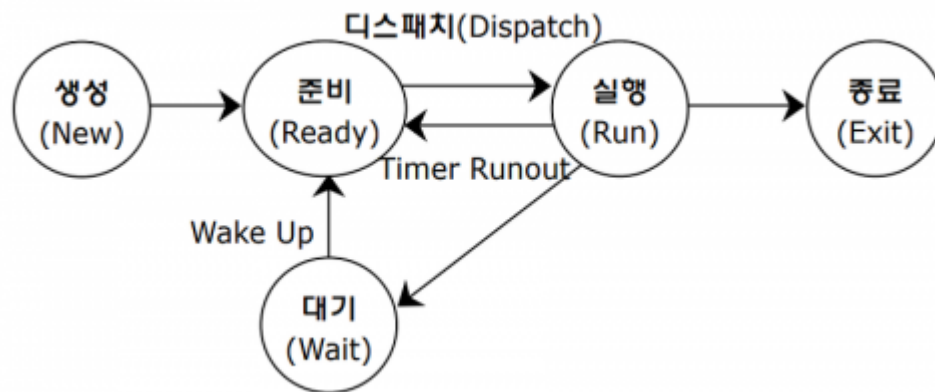 디스패치(Dispatch)
생성
(New)
준비
(Ready)
실행
(Run)
종료
(Exit)
Timer Runout
Wake Up
대기
(Wait)